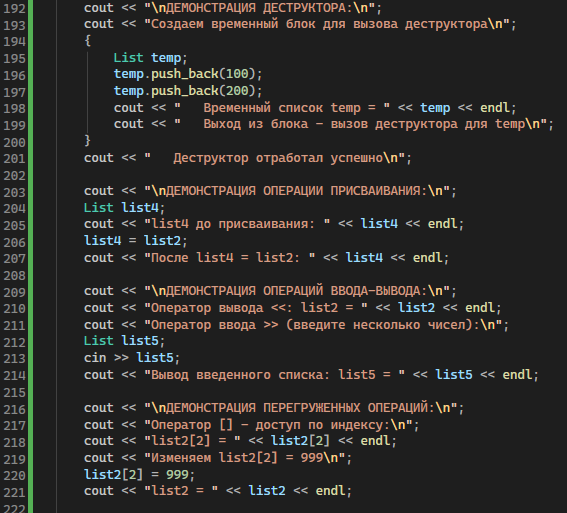 192 cout << "\nДЕМОНСТРАЦИЯ ДЕСТРУКТОРА:\n";
193 cout << "Создаем временный блок для вызова деструктора\n";
194 {
195     List temp;
196     temp.push_back(100);
197     temp.push_back(200);
198     cout << "   Временный список temp = " << temp << endl;
199     cout << "   Выход из блока - вызов деструктора для temp\n";
200 }
201 cout << "   Деструктор отработал успешно\n";
202
203 cout << "\nДЕМОНСТРАЦИЯ ОПЕРАЦИИ ПРИСВАИВАНИЯ:\n";
204 List list4;
205 cout << "list4 до присваивания: " << list4 << endl;
206 list4 = list2;
207 cout << "После list4 = list2: " << list4 << endl;
208
209 cout << "\nДЕМОНСТРАЦИЯ ОПЕРАЦИЙ ВВОДА-ВЫВОДА:\n";
210 cout << "Оператор вывода <<: list2 = " << list2 << endl;
211 cout << "Оператор ввода >> (введите несколько чисел):\n";
212 List list5;
213 cin >> list5;
214 cout << "Вывод введенного списка: list5 = " << list5 << endl;
215
216 cout << "\nДЕМОНСТРАЦИЯ ПЕРЕГРУЖЕННЫХ ОПЕРАЦИЙ:\n";
217 cout << "Оператор [] - доступ по индексу:\n";
218 cout << "list2[2] = " << list2[2] << endl;
219 cout << "Изменяем list2[2] = 999\n";
220 list2[2] = 999;
221 cout << "list2 = " << list2 << endl;
222